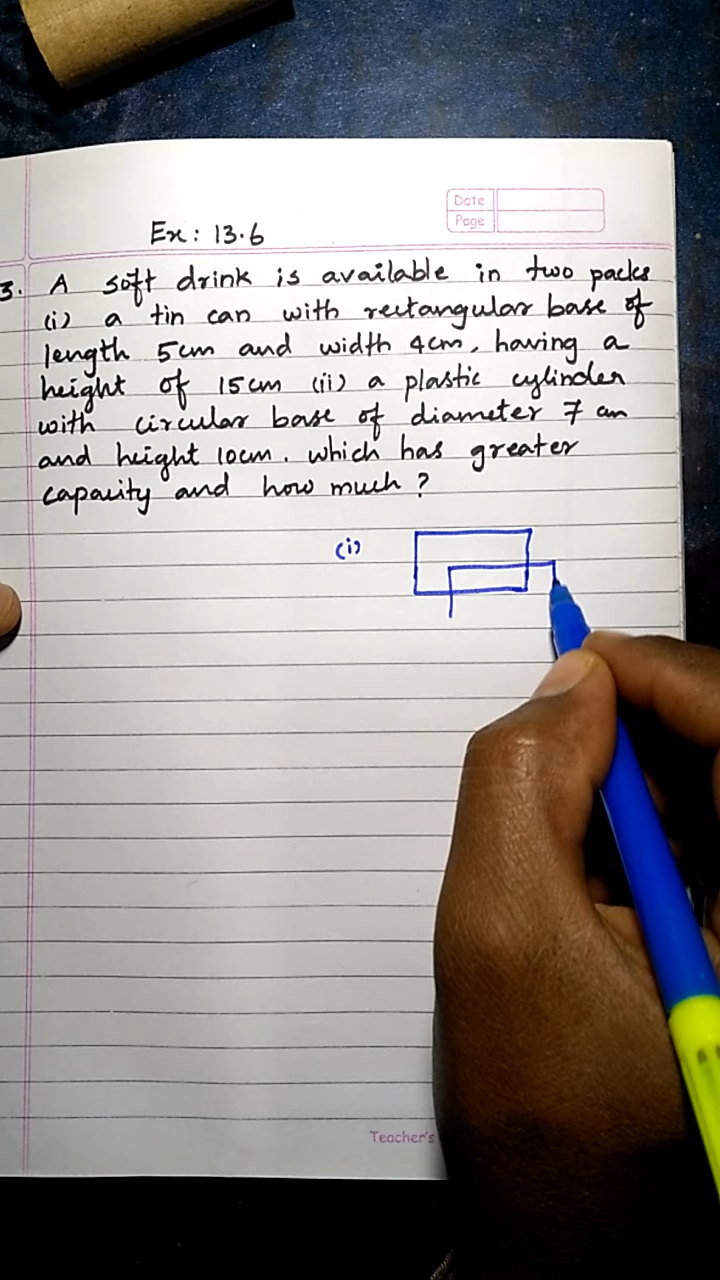 Date
Page
Ex: 13.6
3. A soft drink is available in two packs
(i) a tin can with rectangular base of
length 5cm and width 4cm, having a
height of 15cm (ii) a plastic cylinder
with circular base of diameter 7 cm
and height 10cm. which has greater
capacity and how much?
(i)
Teacher's